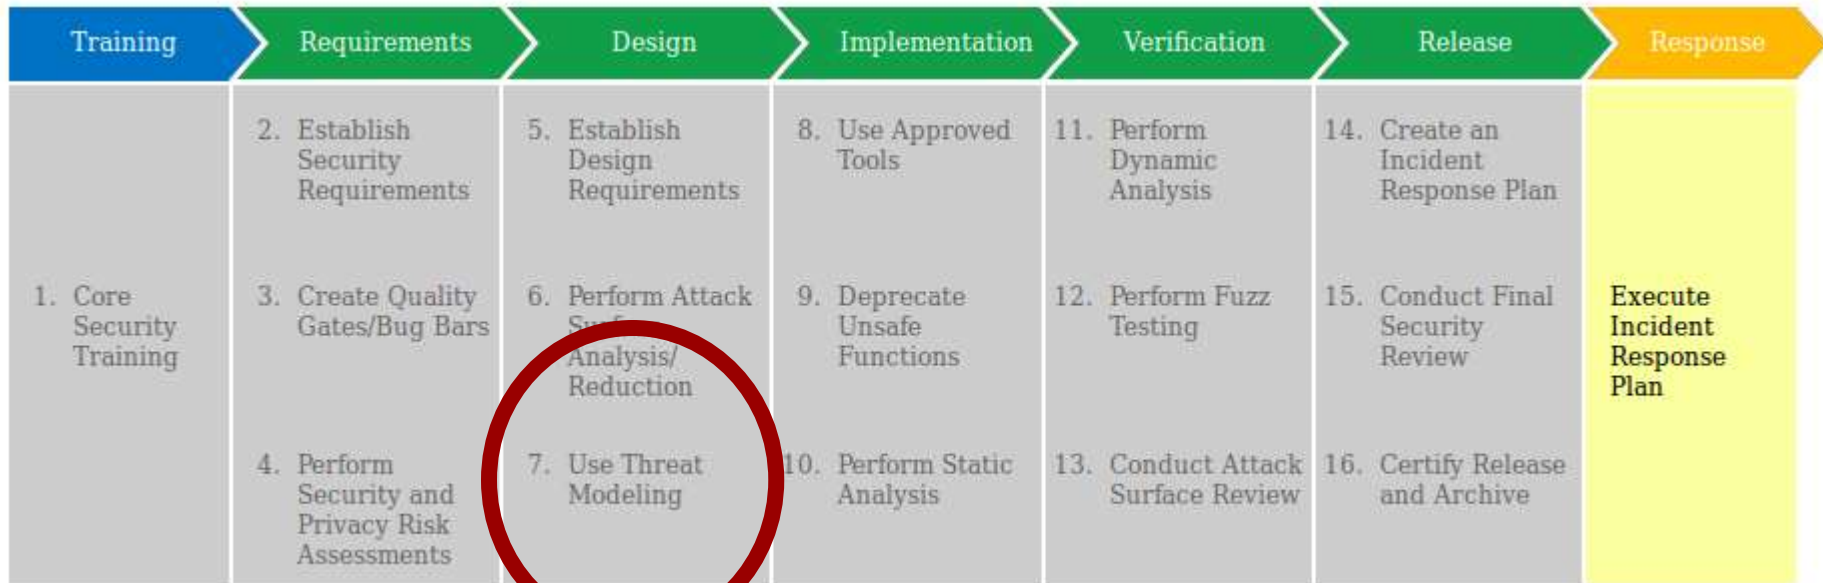 Training
Requirements
Design
Implementation
Verification
Release
Response
1. Core
Security
Training
2. Establish
Security
Requirements
3. Create Quality
Gates/Bug Bars
4. Perform
Security and
Privacy Risk
Assessments
5. Establish
Design
Requirements
6. Perform Attack
Analysis/
Reduction
7. Use Threat
Modeling
8. Use Approved
Tools
9. Deprecate
Unsafe
Functions
10. Perform Static
Analysis
11. Perform
Dynamic
Analysis
12. Perform Fuzz
Testing
13. Conduct Attack
Surface Review
14. Create an
Incident
Response Plan
15. Conduct Final
Security
Review
16. Certify Release
and Archive
Execute
Incident
Response
Plan